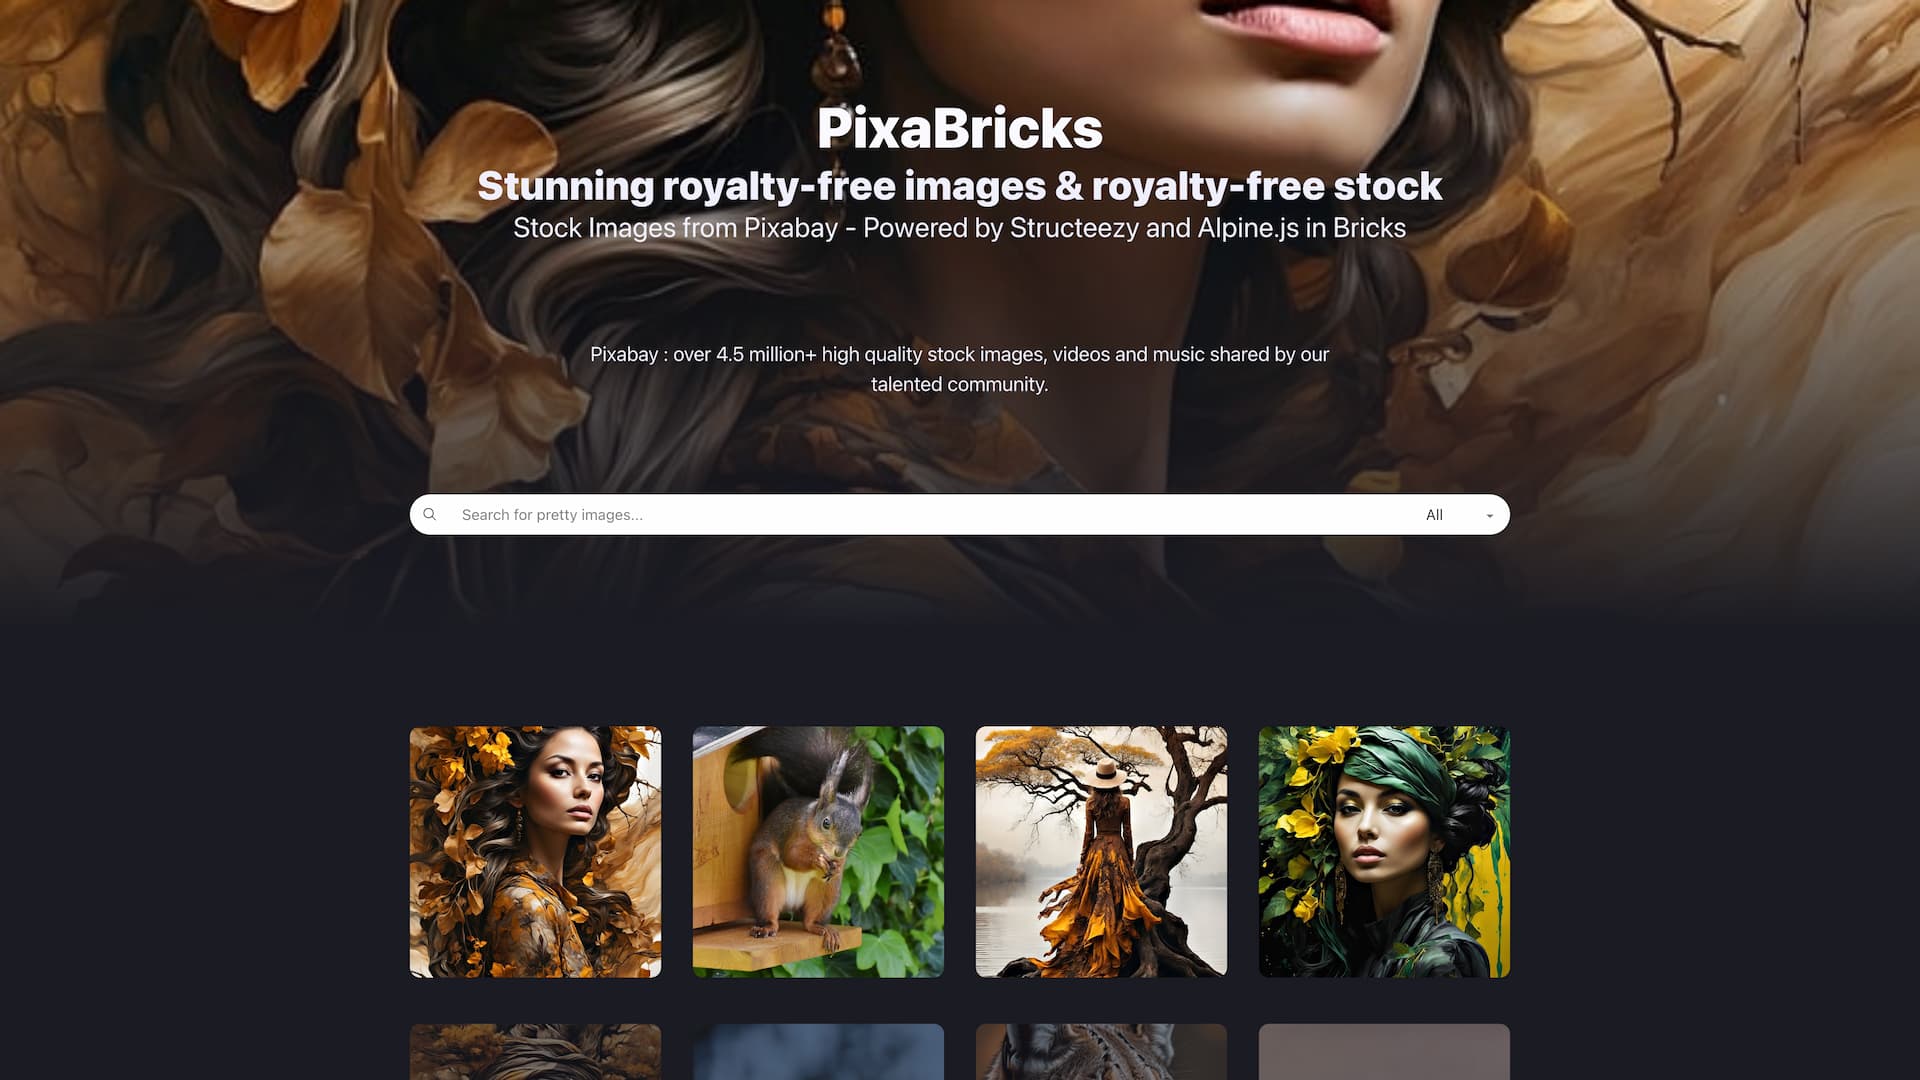 PixaBricks
Stunning royalty-free images & royalty-free stock
Stock Images from Pixabay - Powered by Structeezy and Alpine.js in Bricks
Pixabay : over 4.5 million+ high quality stock images, videos and music shared by our
talented community.
Search for pretty images... All